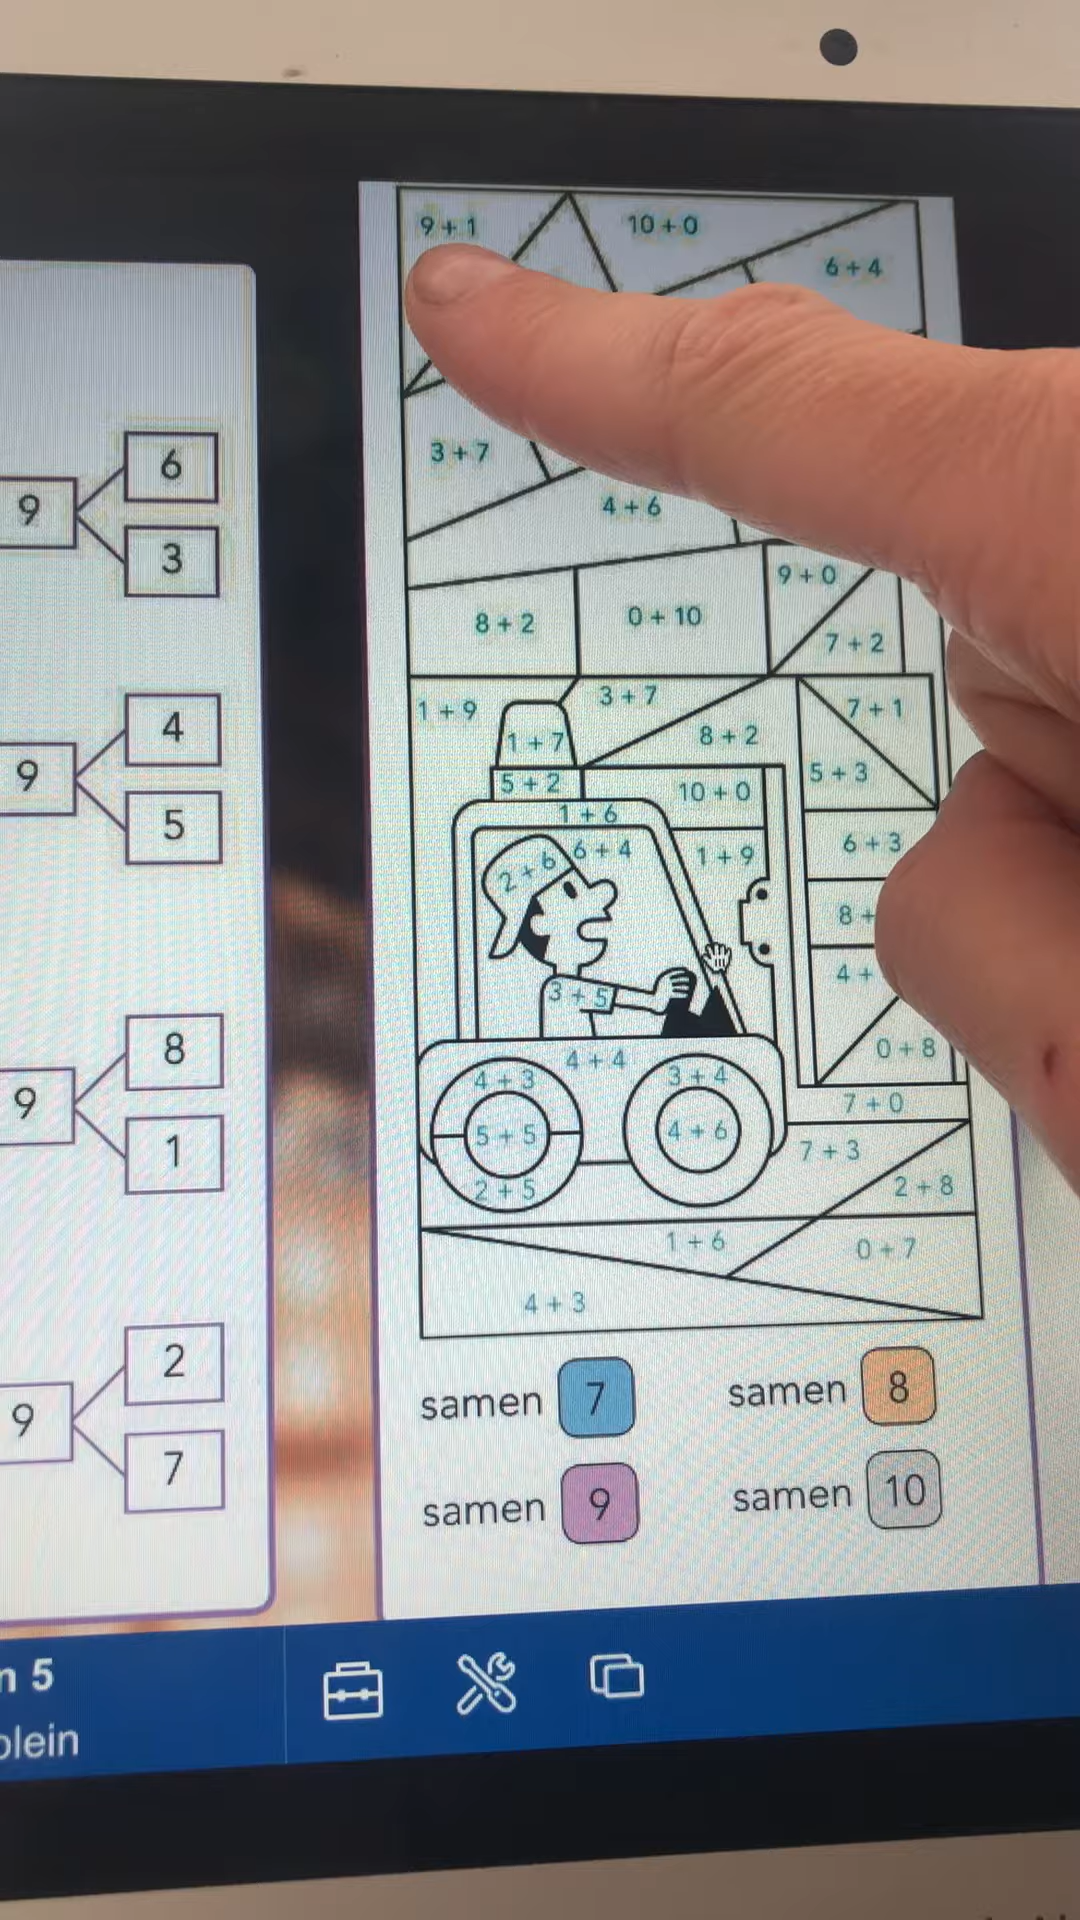 9
6
3
9
4
5
9
8
1
9
2
7
9 + 1
10 + 0
6 + 4
3 + 7
4 + 6
9 + 0
8 + 2
0 + 10
7 + 2
1 + 9
3 + 7
7 + 1
1 + 7
8 + 2
5 + 3
5 + 2
10 + 0
1 + 6
6 + 3
2 + 6
6 + 4
1 + 9
8 +
4 +
3 + 5
4 + 4
0 + 8
4 + 3
3 + 4
7 + 0
5 + 5
4 + 6
7 + 3
2 + 5
2 + 8
1 + 6
0 + 7
4 + 3
samen 7
samen 8
samen 9
samen 10
n 5
plein